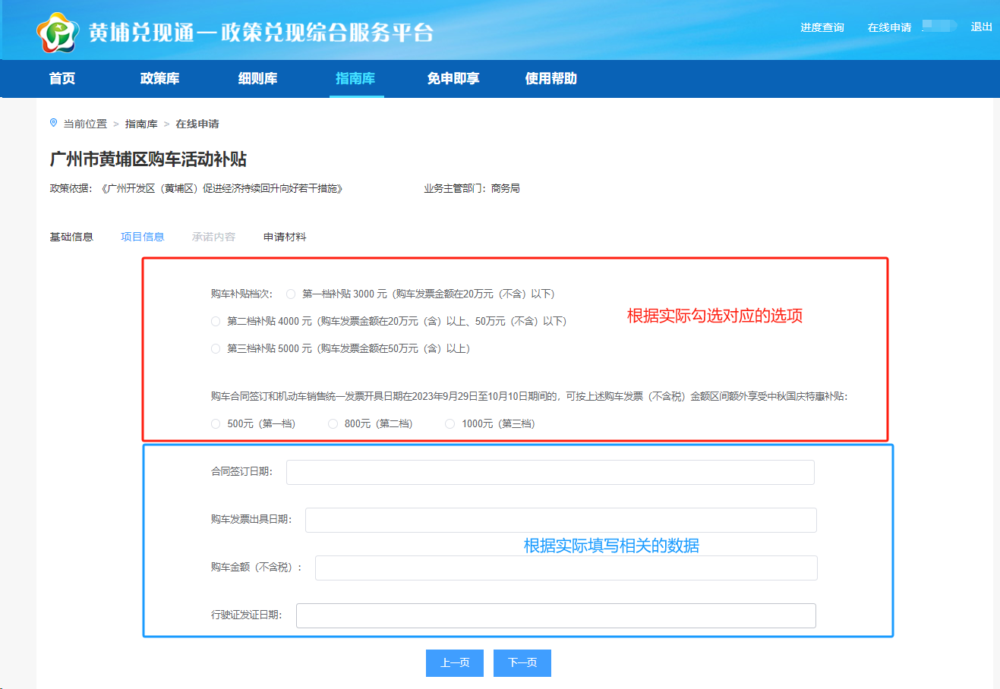 黄埔兑现通—政策兑现综合服务平台
进度查询 在线申请 退出
首页 政策库 细则库 指南库 免申即享 使用帮助
当前位置 > 指南库 > 在线申请
广州市黄埔区购车活动补贴
政策依据：《广州开发区（黄埔区）促进经济持续回升向好若干措施》 业务主管部门：商务局
基础信息 项目信息 承诺内容 申请材料
购车补贴档次： 第一档补贴 3000 元（购车发票金额在20万元（不含）以下）
第二档补贴 4000 元（购车发票金额在20万元（含）以上、50万元（不含）以下）
根据实际勾选对应的选项
第三档补贴 5000 元（购车发票金额在50万元（含）以上）
购车合同签订和机动车销售统一发票开具日期在2023年9月29日至10月10日期间的，可按上述购车发票（不含税）金额区间额外享受中秋国庆特惠补贴：
500元（第一档） 800元（第二档） 1000元（第三档）
合同签订日期：
购车发票出具日期：
根据实际填写相关的数据
购车金额（不含税）：
行驶证发证日期：
上一页 下一页